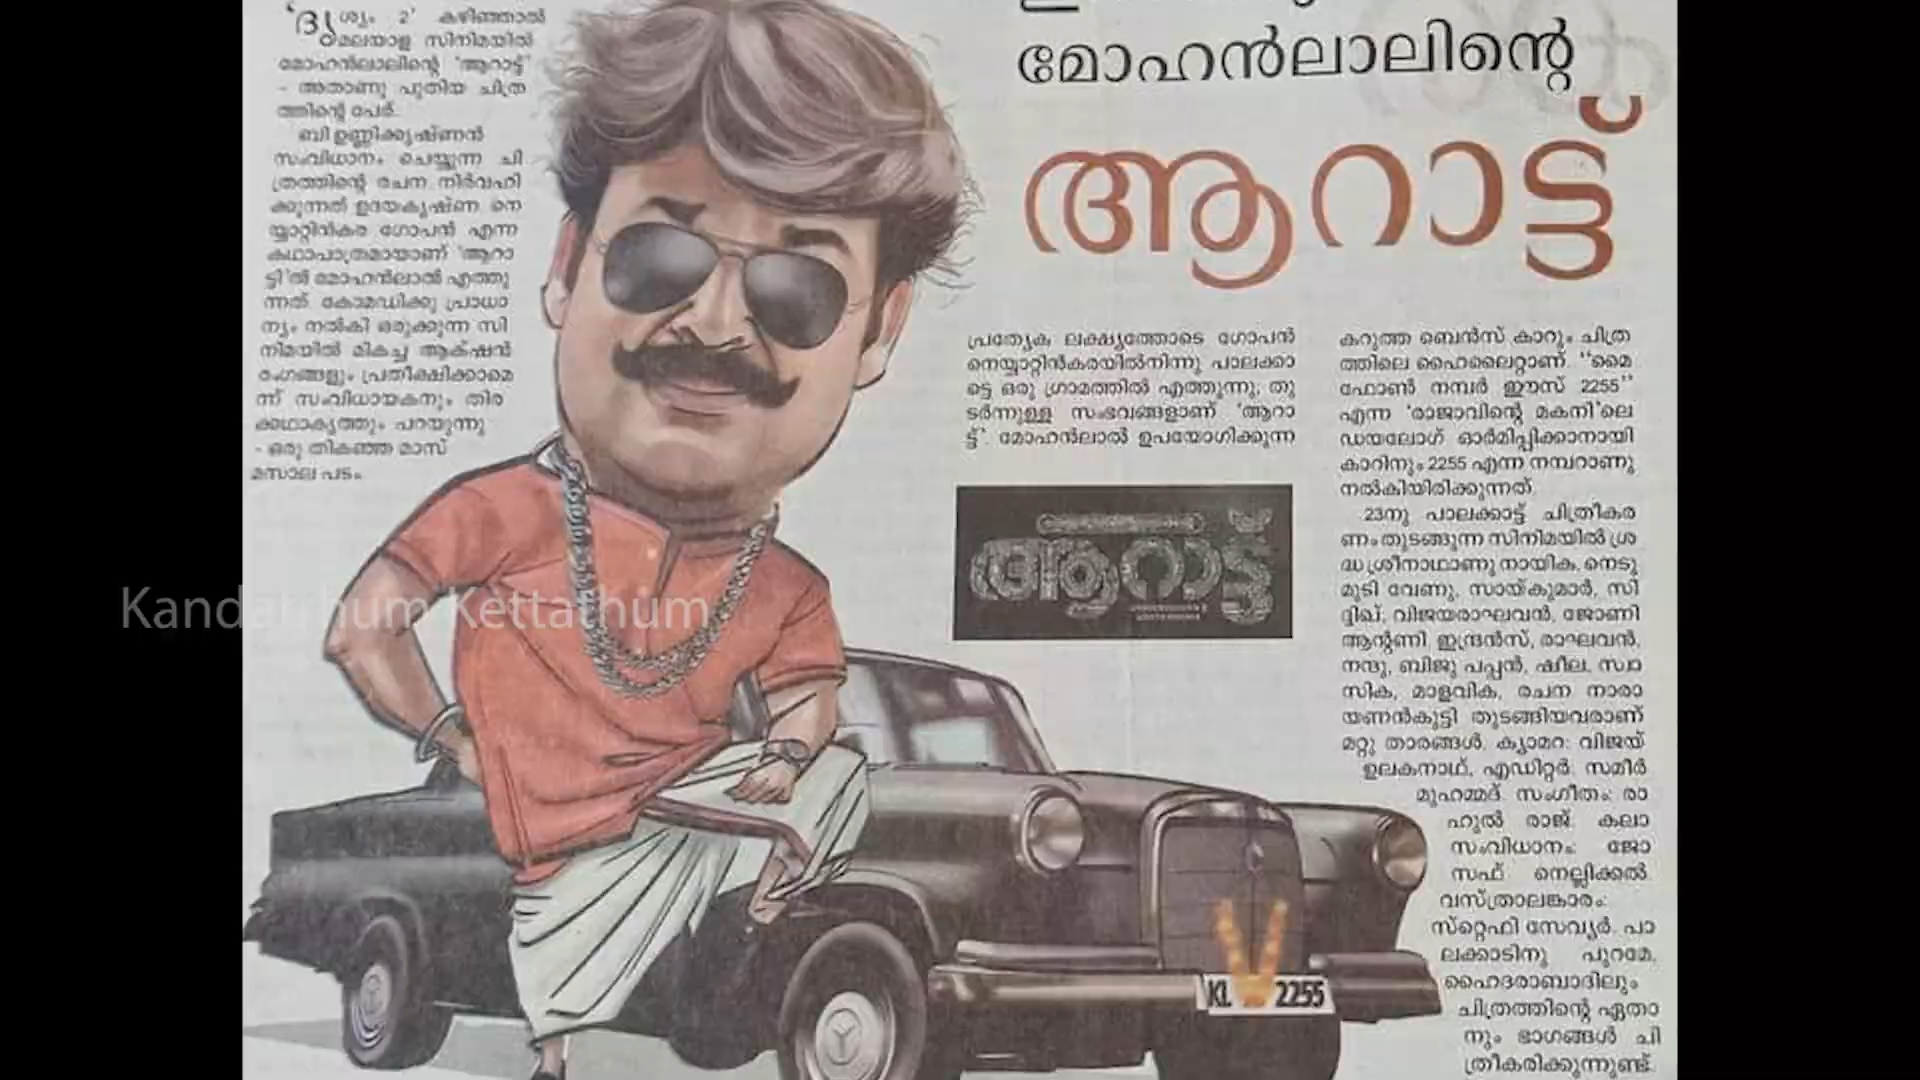 മോഹൻലാലിന്റെ
ആറാട്ട്
'ദൃശ്യം 2' കഴിഞ്ഞാൽ
മലയാള സിനിമയിൽ
മോഹൻലാലിന്റെ 'ആറാട്ട്'
- അതാണു പുതിയ ചിത്ര
ത്തിന്റെ പേര്.
ബി ഉണ്ണിക്കൃഷ്ണൻ
സംവിധാനം ചെയ്യുന്ന ചി
ത്രത്തിന്റെ രചന നിർവഹി
ക്കുന്നത് ഉദയകൃഷ്ണ. നെ
യ്യാറ്റിൻകര ഗോപൻ എന്ന
കഥാപാത്രമായാണ് 'ആറാ
ട്ടി'ൽ മോഹൻലാൽ എത്തു
ന്നത്. കോമഡിക്കു പ്രാധാ
ന്യം നൽകി ഒരുക്കുന്ന സി
നിമയിൽ മികച്ച ആക്‌ഷൻ
രംഗങ്ങളും പ്രതീക്ഷിക്കാമെ
ന്ന് സംവിധായകനും തിര
ക്കഥാകൃത്തും പറയുന്നു
- ഒരു തികഞ്ഞ മാസ്
മസാല പടം.
പ്രത്യേക ലക്ഷ്യത്തോടെ ഗോപൻ
നെയ്യാറ്റിൻകരയിൽനിന്നു പാലക്കാ
ട്ടെ ഒരു ഗ്രാമത്തിൽ എത്തുന്നു, തു
ടർന്നുള്ള സംഭവങ്ങളാണ് 'ആറാ
ട്ട്'. മോഹൻലാൽ ഉപയോഗിക്കുന്ന
ആറാട്ട്
കറുത്ത ബെൻസ് കാറും ചിത്ര
ത്തിലെ ഹൈലൈറ്റാണ്. "മൈ
ഫോൺ നമ്പർ ഈസ് 2255"
എന്ന 'രാജാവിന്റെ മകനി'ലെ
ഡയലോഗ് ഓർമിപ്പിക്കാനായി
കാറിനും 2255 എന്ന നമ്പറാണു
നൽകിയിരിക്കുന്നത്.
23നു പാലക്കാട്ട് ചിത്രീകര
ണം തുടങ്ങുന്ന സിനിമയിൽ ശ്ര
ദ്ധ ശ്രീനാഥാണു നായിക. നെടു
മുടി വേണു, സായ്കുമാർ, സി
ദ്ദിഖ്, വിജയരാഘവൻ, ജോണി
ആന്റണി, ഇന്ദ്രൻസ്, രാഘവൻ,
നന്ദു, ബിജു പപ്പൻ, ഷീല, സ്വാ
സിക, മാളവിക, രചന നാരാ
യണൻകുട്ടി തുടങ്ങിയവരാണ്
മറ്റു താരങ്ങൾ. ക്യാമറ: വിജയ്
ഉലകനാഥ്, എഡിറ്റർ: സമീർ
മുഹമ്മദ്. സംഗീതം: രാ
ഹുൽ രാജ്. കലാ
സംവിധാനം: ജോ
സഫ് നെല്ലിക്കൽ.
വസ്ത്രാലങ്കാരം:
സ്റ്റെഫി സേവ്യർ. പാ
ലക്കാടിനു പുറമേ,
ഹൈദരാബാദിലും
ചിത്രത്തിന്റെ ഏതാ
നും ഭാഗങ്ങൾ ചി
ത്രീകരിക്കുന്നുണ്ട്.
Kandathum Kettathum
KL 2255